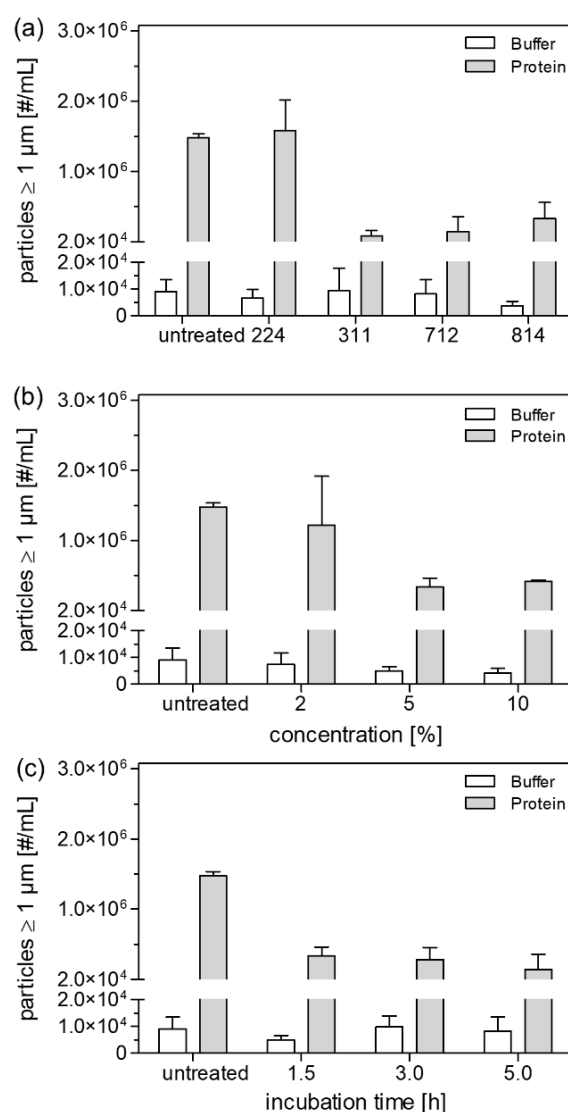 (a)
3.0×10⁶
2.0×10⁶
1.0×10⁶
2.0×10⁴
2.0×10⁴
1.0×10⁴
0
particles ≥ 1 µm [#/mL]
Buffer
Protein
untreated 224 311 712 814
(b)
3.0×10⁶
2.0×10⁶
1.0×10⁶
2.0×10⁴
2.0×10⁴
1.0×10⁴
0
particles ≥ 1 µm [#/mL]
Buffer
Protein
untreated 2 5 10
concentration [%]
(c)
3.0×10⁶
2.0×10⁶
1.0×10⁶
2.0×10⁴
2.0×10⁴
1.0×10⁴
0
particles ≥ 1 µm [#/mL]
Buffer
Protein
untreated 1.5 3.0 5.0
incubation time [h]